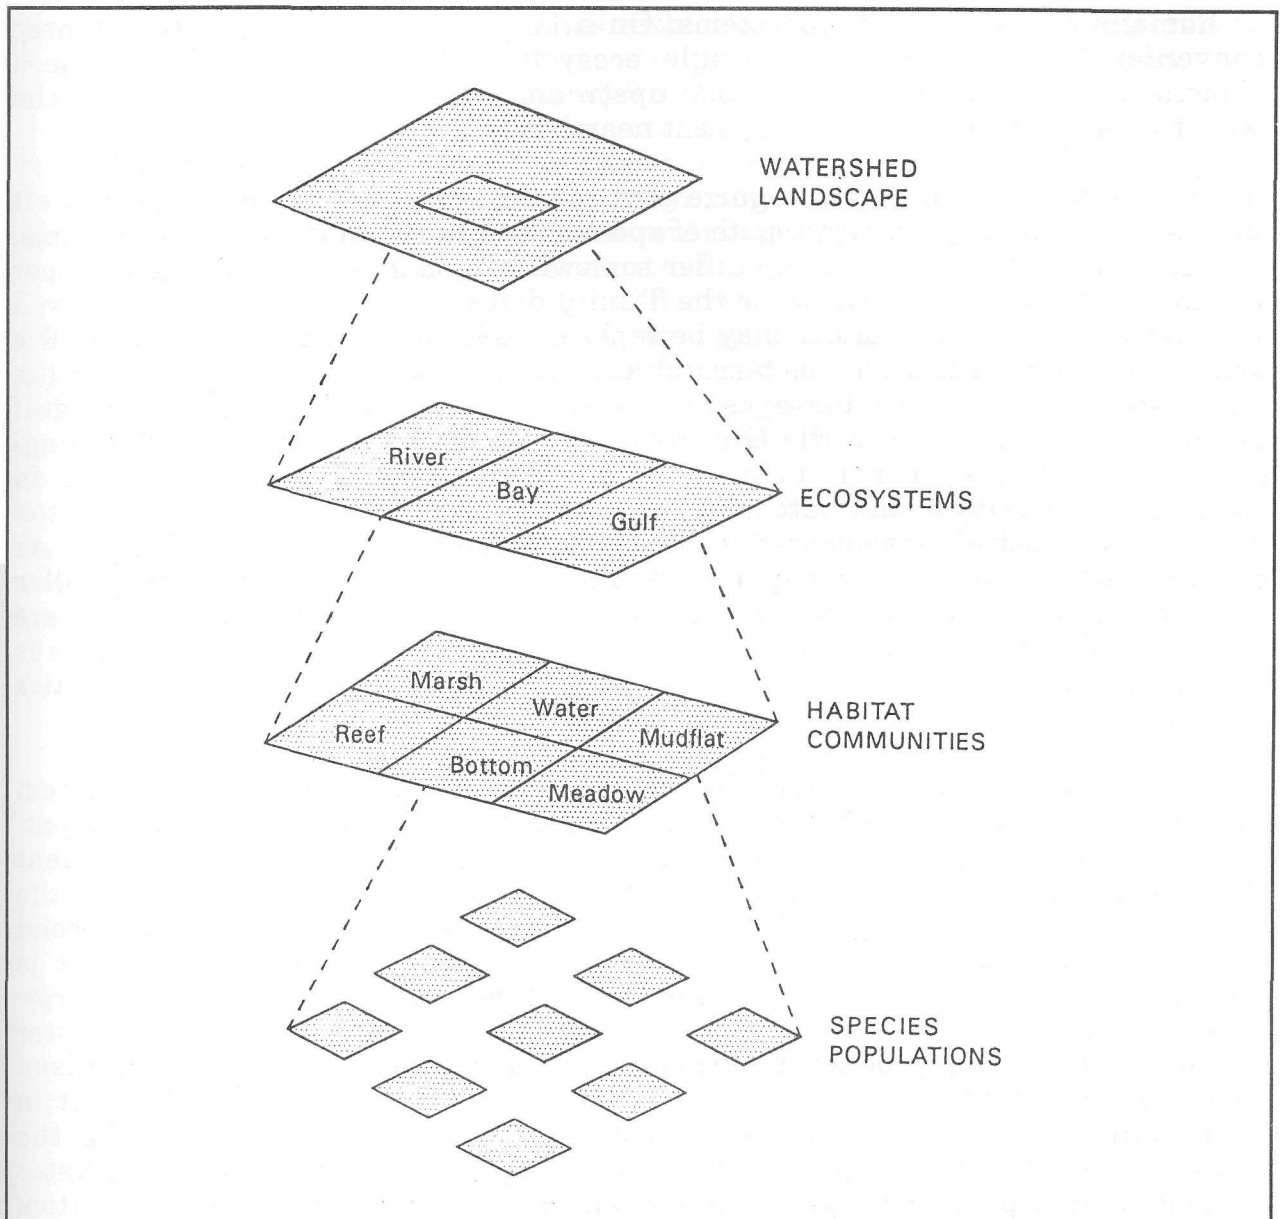 WATERSHED
LANDSCAPE
River
Bay
Gulf
ECOSYSTEMS
Marsh
Water
Mudflat
Reef
Bottom
Meadow
HABITAT
COMMUNITIES
SPECIES
POPULATIONS